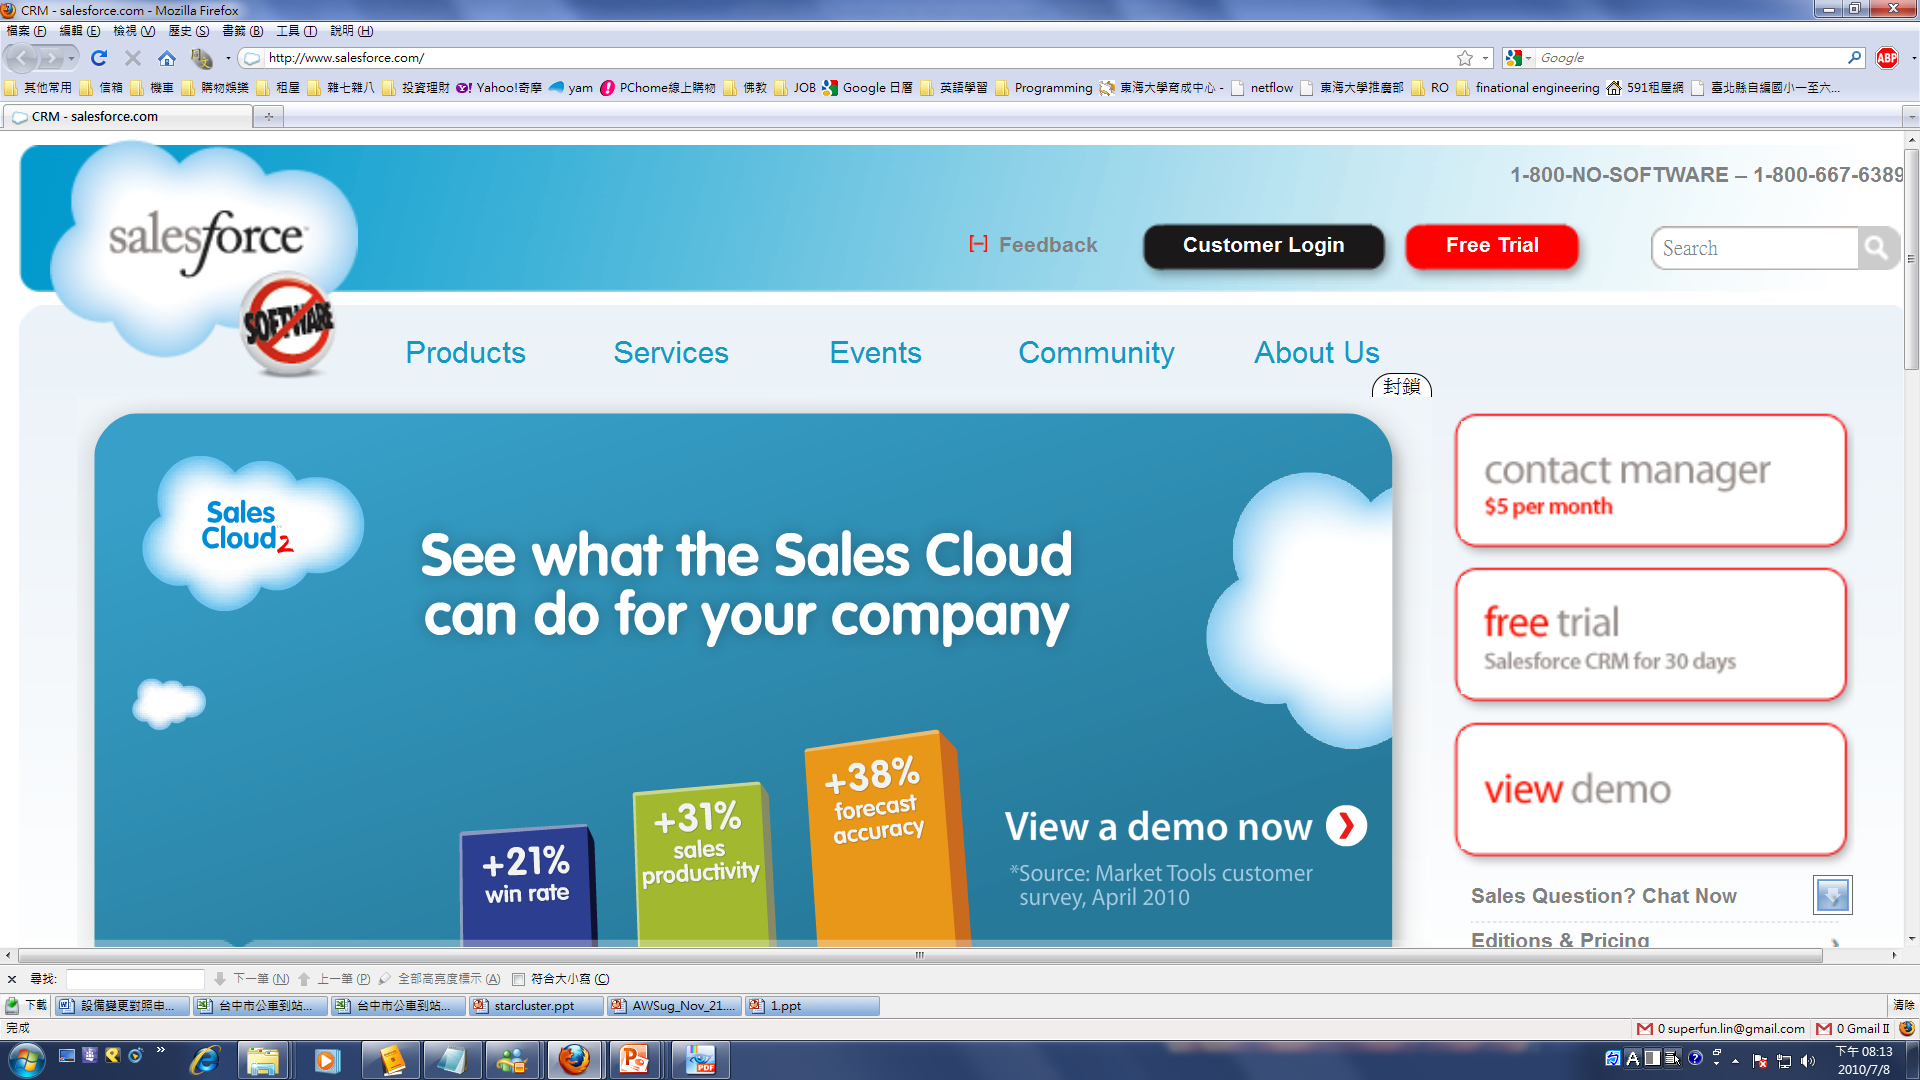 CRM - salesforce.com - Mozilla Firefox
檔案 (F) 編輯 (E) 檢視 (V) 歷史 (S) 書籤 (B) 工具 (T) 說明 (H)
http://www.salesforce.com/ Google ABP
其他常用 信箱 機車 購物娛樂 租屋 雜七雜八 投資理財 Yahoo!奇摩 yam PChome線上購物 佛教 JOB Google 日曆 英語學習 Programming 東海大學育成中心 - netflow 東海大學推廣部 RO finational engineering 591租屋網 臺北縣自編國小一至六...
CRM - salesforce.com
1-800-NO-SOFTWARE – 1-800-667-6389
salesforce
SOFTWARE
[–] Feedback Customer Login Free Trial Search
Products Services Events Community About Us
封鎖
Sales
Cloud 2
See what the Sales Cloud
can do for your company
+21%
win rate
+31%
sales
productivity
+38%
forecast
accuracy
View a demo now
*Source: Market Tools customer
survey, April 2010
contact manager
$5 per month
free trial
Salesforce CRM for 30 days
view demo
Sales Question? Chat Now
Editions & Pricing
尋找: 下一筆 (N) 上一筆 (P) 全部高亮度標示 (A) 符合大小寫 (C)
下載 設備變更對照申... 台中市公車到站... 台中市公車到站... starcluster.ppt AWSug_Nov_21.... 1.ppt 清除
完成 0 superfun.lin@gmail.com 0 Gmail II
PDF
A
下午 08:13
2010/7/8